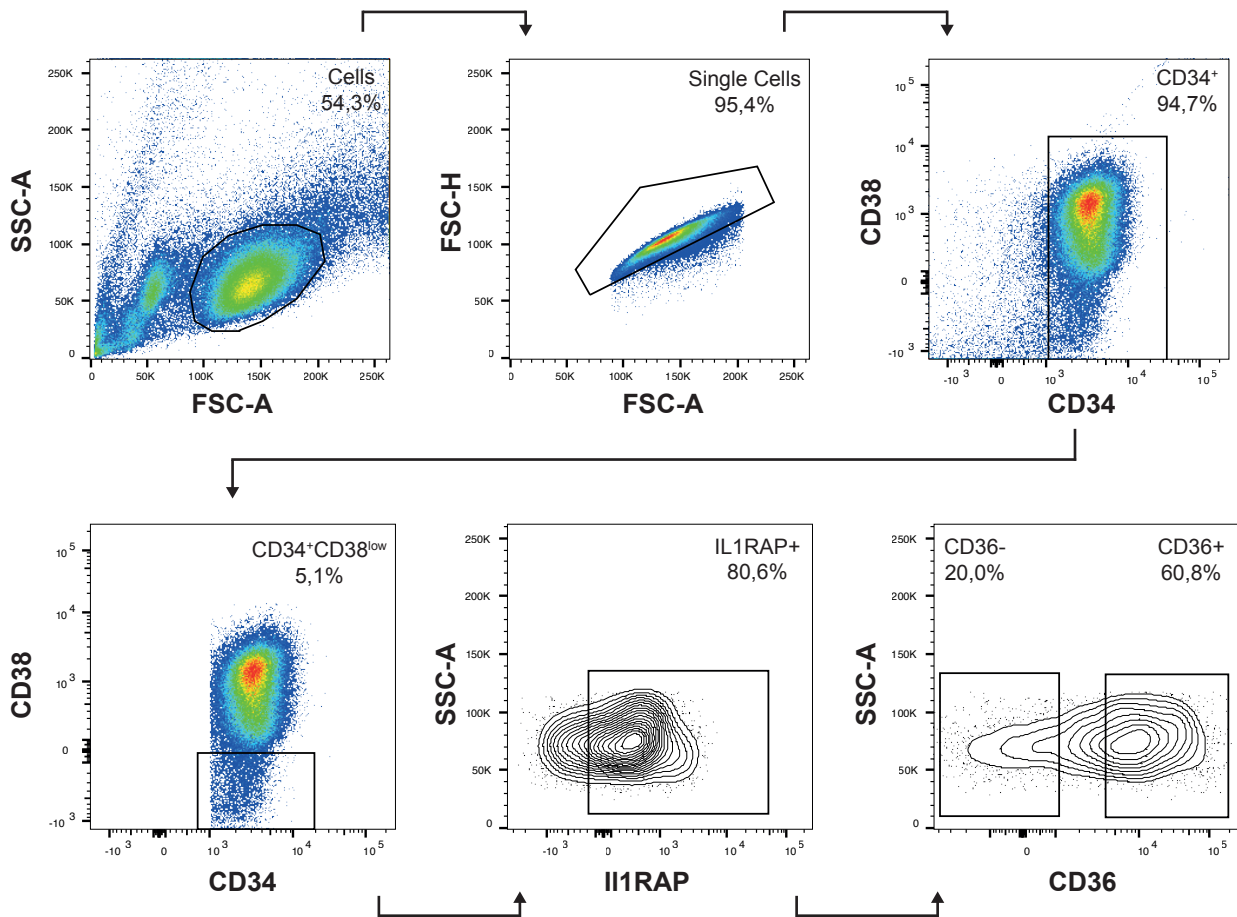 Cells
54,3%
250K
200K
150K
100K
50K
0
SSC-A
0
50K
100K
150K
200K
250K
FSC-A
Single Cells
95,4%
250K
200K
150K
100K
50K
0
FSC-H
0
50K
100K
150K
200K
250K
FSC-A
CD34⁺
94,7%
10⁵
10⁴
10³
0
-10³
CD38
-10³
0
10³
10⁴
10⁵
CD34
CD34⁺CD38ˡᵒʷ
5,1%
10⁵
10⁴
10³
0
-10³
CD38
-10³
0
10³
10⁴
10⁵
CD34
IL1RAP+
80,6%
250K
200K
150K
100K
50K
0
SSC-A
-10³
0
10³
10⁴
10⁵
Il1RAP
CD36-
20,0%
CD36+
60,8%
250K
200K
150K
100K
50K
0
SSC-A
0
10⁴
10⁵
CD36